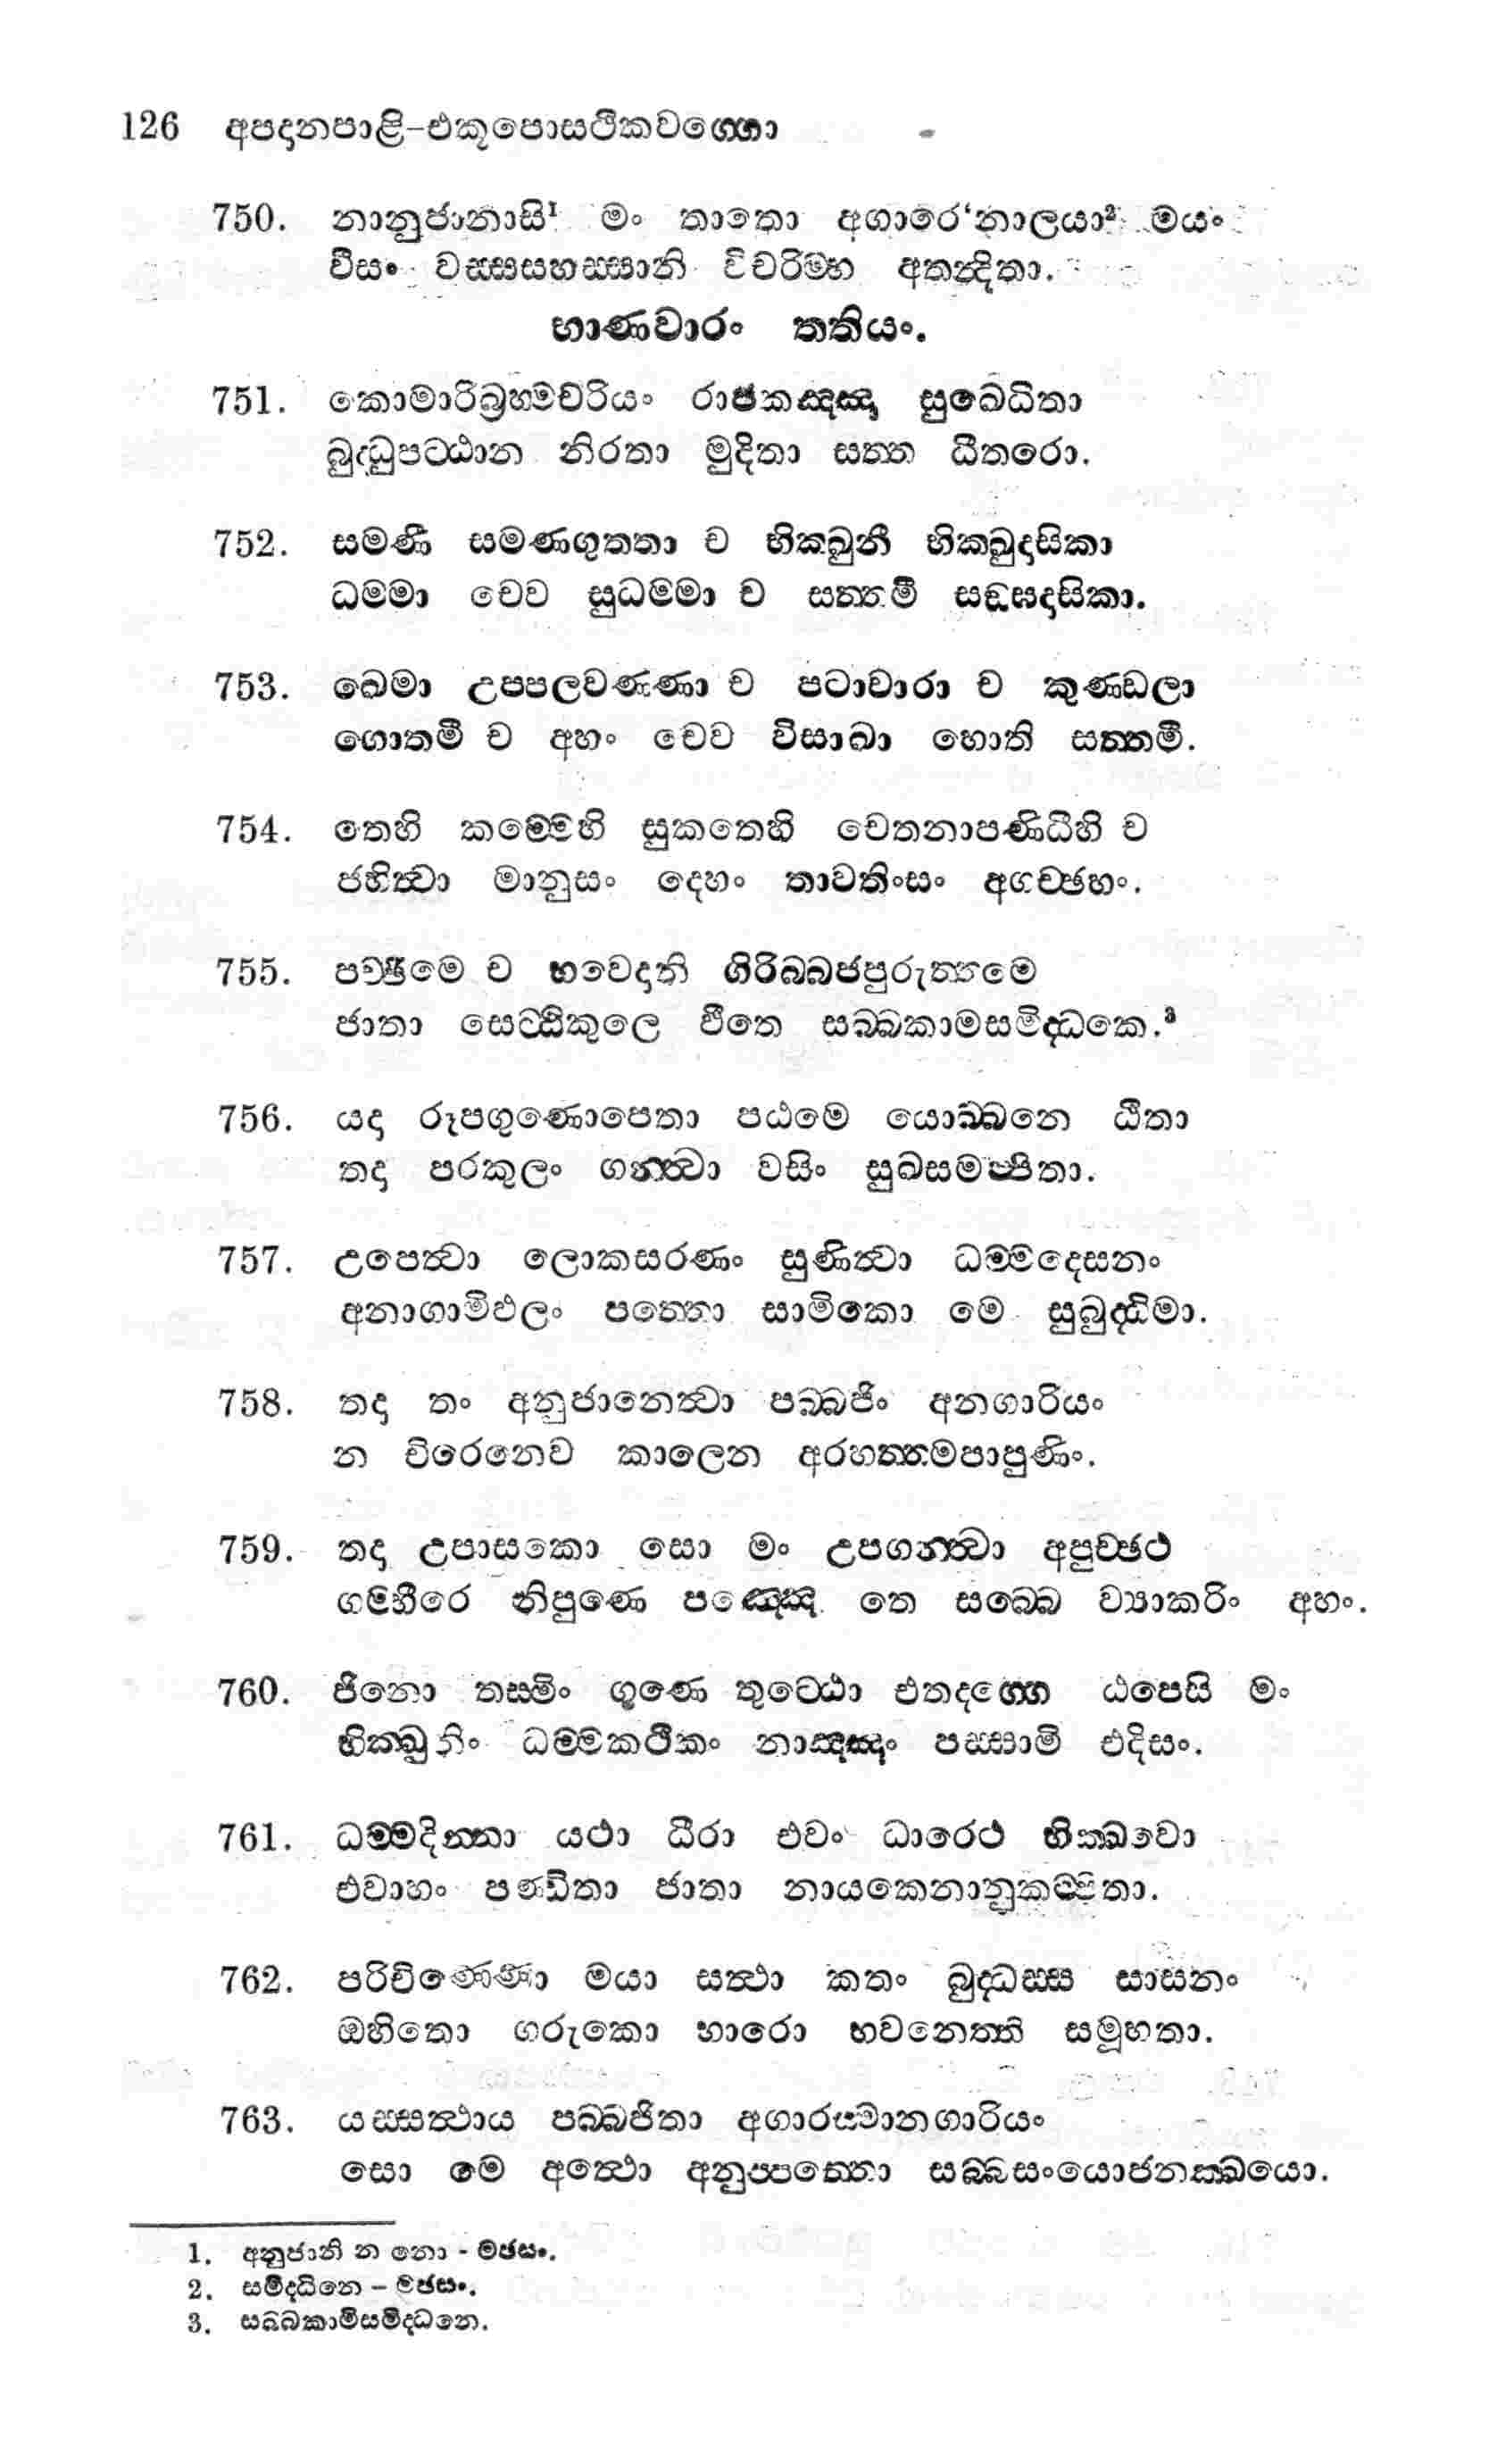 126 අපදානපාළි-එකූපොසථිකවග්ගො
750. නානුජානාසි¹ මං තාතො අගාරෙ‘නාලයා² මයං
වීසං වස්සසහස්සානි විචරිම්හ අතන්දිතා.
භාණවාරං තතියං.
751. කොමාරිබ්‍රහ්මචරියං රාජකඤ්ඤා සුඛෙධිතා
බුද්ධුපට්ඨාන නිරතා මුදිතා සත්ත ධීතරො.
752. සමණී සමණගුත්තා ච භික්ඛුනී භික්ඛුදාසිකා
ධම්මා චෙව සුධම්මා ච සත්තමී සඞ්ඝදාසිකා.
753. ඛෙමා උප්පලවණ්ණා ච පටාචාරා ච කුණ්ඩලා
ගොතමී ච අහං චෙව විසාඛා හොති සත්තමී.
754. තෙහි කම්මෙහි සුකතෙහි චෙතනාපණිධීහි ච
ජහිත්වා මානුසං දෙහං තාවතිංසං අගච්ඡහං.
755. පච්ඡිමෙ ච භවෙදානි ගිරිබ්බජපුරුත්තමෙ
ජාතා සෙට්ඨිකුලෙ ඵීතෙ සබ්බකාමසමිද්ධකෙ.³
756. යදා රූපගුණොපෙතා පඨමෙ යොබ්බනෙ ඨිතා
තදා පරකුලං ගන්ත්වා වසිං සුඛසමප්පිතා.
757. උපෙත්වා ලොකසරණං සුණිත්වා ධම්මදෙසනං
අනාගාමිඵලං පත්තො සාමිකො මෙ සුබුද්ධිමා.
758. තදා තං අනුජානෙත්වා පබ්බජිං අනගාරියං
න චිරෙනෙව කාලෙන අරහත්තමපාපුණිං.
759. තදා උපාසකො සො මං උපගන්ත්වා අපුච්ඡථ
ගම්භීරෙ නිපුණෙ පඤ්ඤෙ තෙ සබ්බෙ ව්‍යාකරිං අහං.
760. ජිනො තස්මිං ගුණෙ තුට්ඨො එතදග්ගෙ ඨපෙසි මං
භික්ඛුනිං ධම්මකථිකං නාඤ්ඤං පස්සාමි එදිසං.
761. ධම්මදින්නා යථා ධීරා එවං ධාරෙථ භික්ඛවො
එවාහං පණ්ඩිතා ජාතා නායකෙනානුකම්පිතා.
762. පරිචිණ්ණො මයා සත්ථා කතං බුද්ධස්ස සාසනං
ඔහිතො ගරුකො භාරො භවනෙත්ති සමූහතා.
763. යස්සත්ථාය පබ්බජිතා අගාරස්මානගාරියං
සො මෙ අත්ථො අනුප්පත්තො සබ්බසංයොජනක්ඛයො.
1. අනුජානි න නො - මජසං.
2. සමිද්ධිනෙ – මජසං.
3. සබ්බකාමසමිද්ධනෙ.